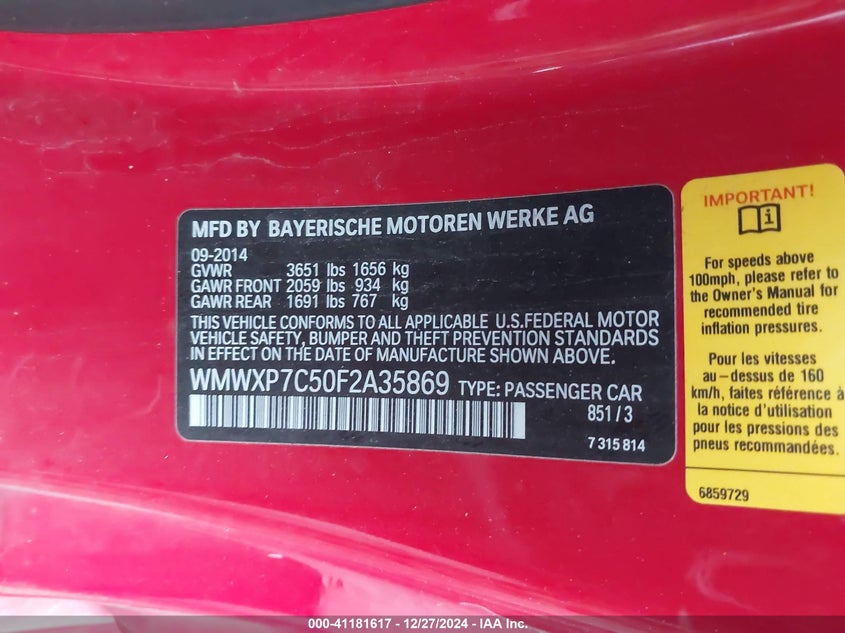 MFD BY BAYERISCHE MOTOREN WERKE AG
09-2014
GVWR 3651 lbs 1656 kg
GAWR FRONT 2059 lbs 934 kg
GAWR REAR 1691 lbs 767 kg
THIS VEHICLE CONFORMS TO ALL APPLICABLE U.S.FEDERAL MOTOR
VEHICLE SAFETY, BUMPER AND THEFT PREVENTION STANDARDS
IN EFFECT ON THE DATE OF MANUFACTURE SHOWN ABOVE.
WMWXP7C50F2A35869 TYPE: PASSENGER CAR
851/3
7 315 814
IMPORTANT!
For speeds above
100mph, please refer to
the Owner's Manual for
recommended tire
inflation pressures.
Pour les vitesses
au-dessus de 160
km/h, faites référence à
la notice d'utilisation
pour les pressions des
pneus recommandées.
6859729
000-41181617 - 12/27/2024 - IAA Inc.